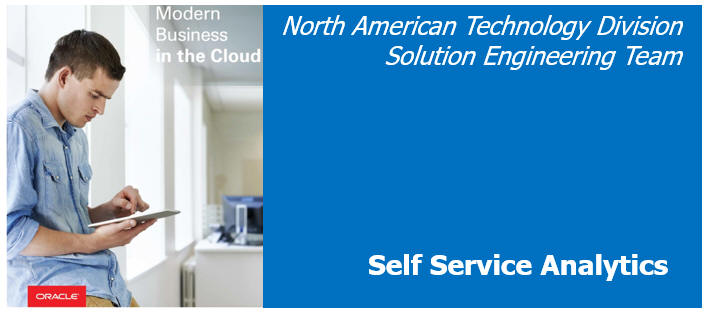 Modern
Business
in the Cloud
North American Technology Division
Solution Engineering Team
Self Service Analytics
ORACLE